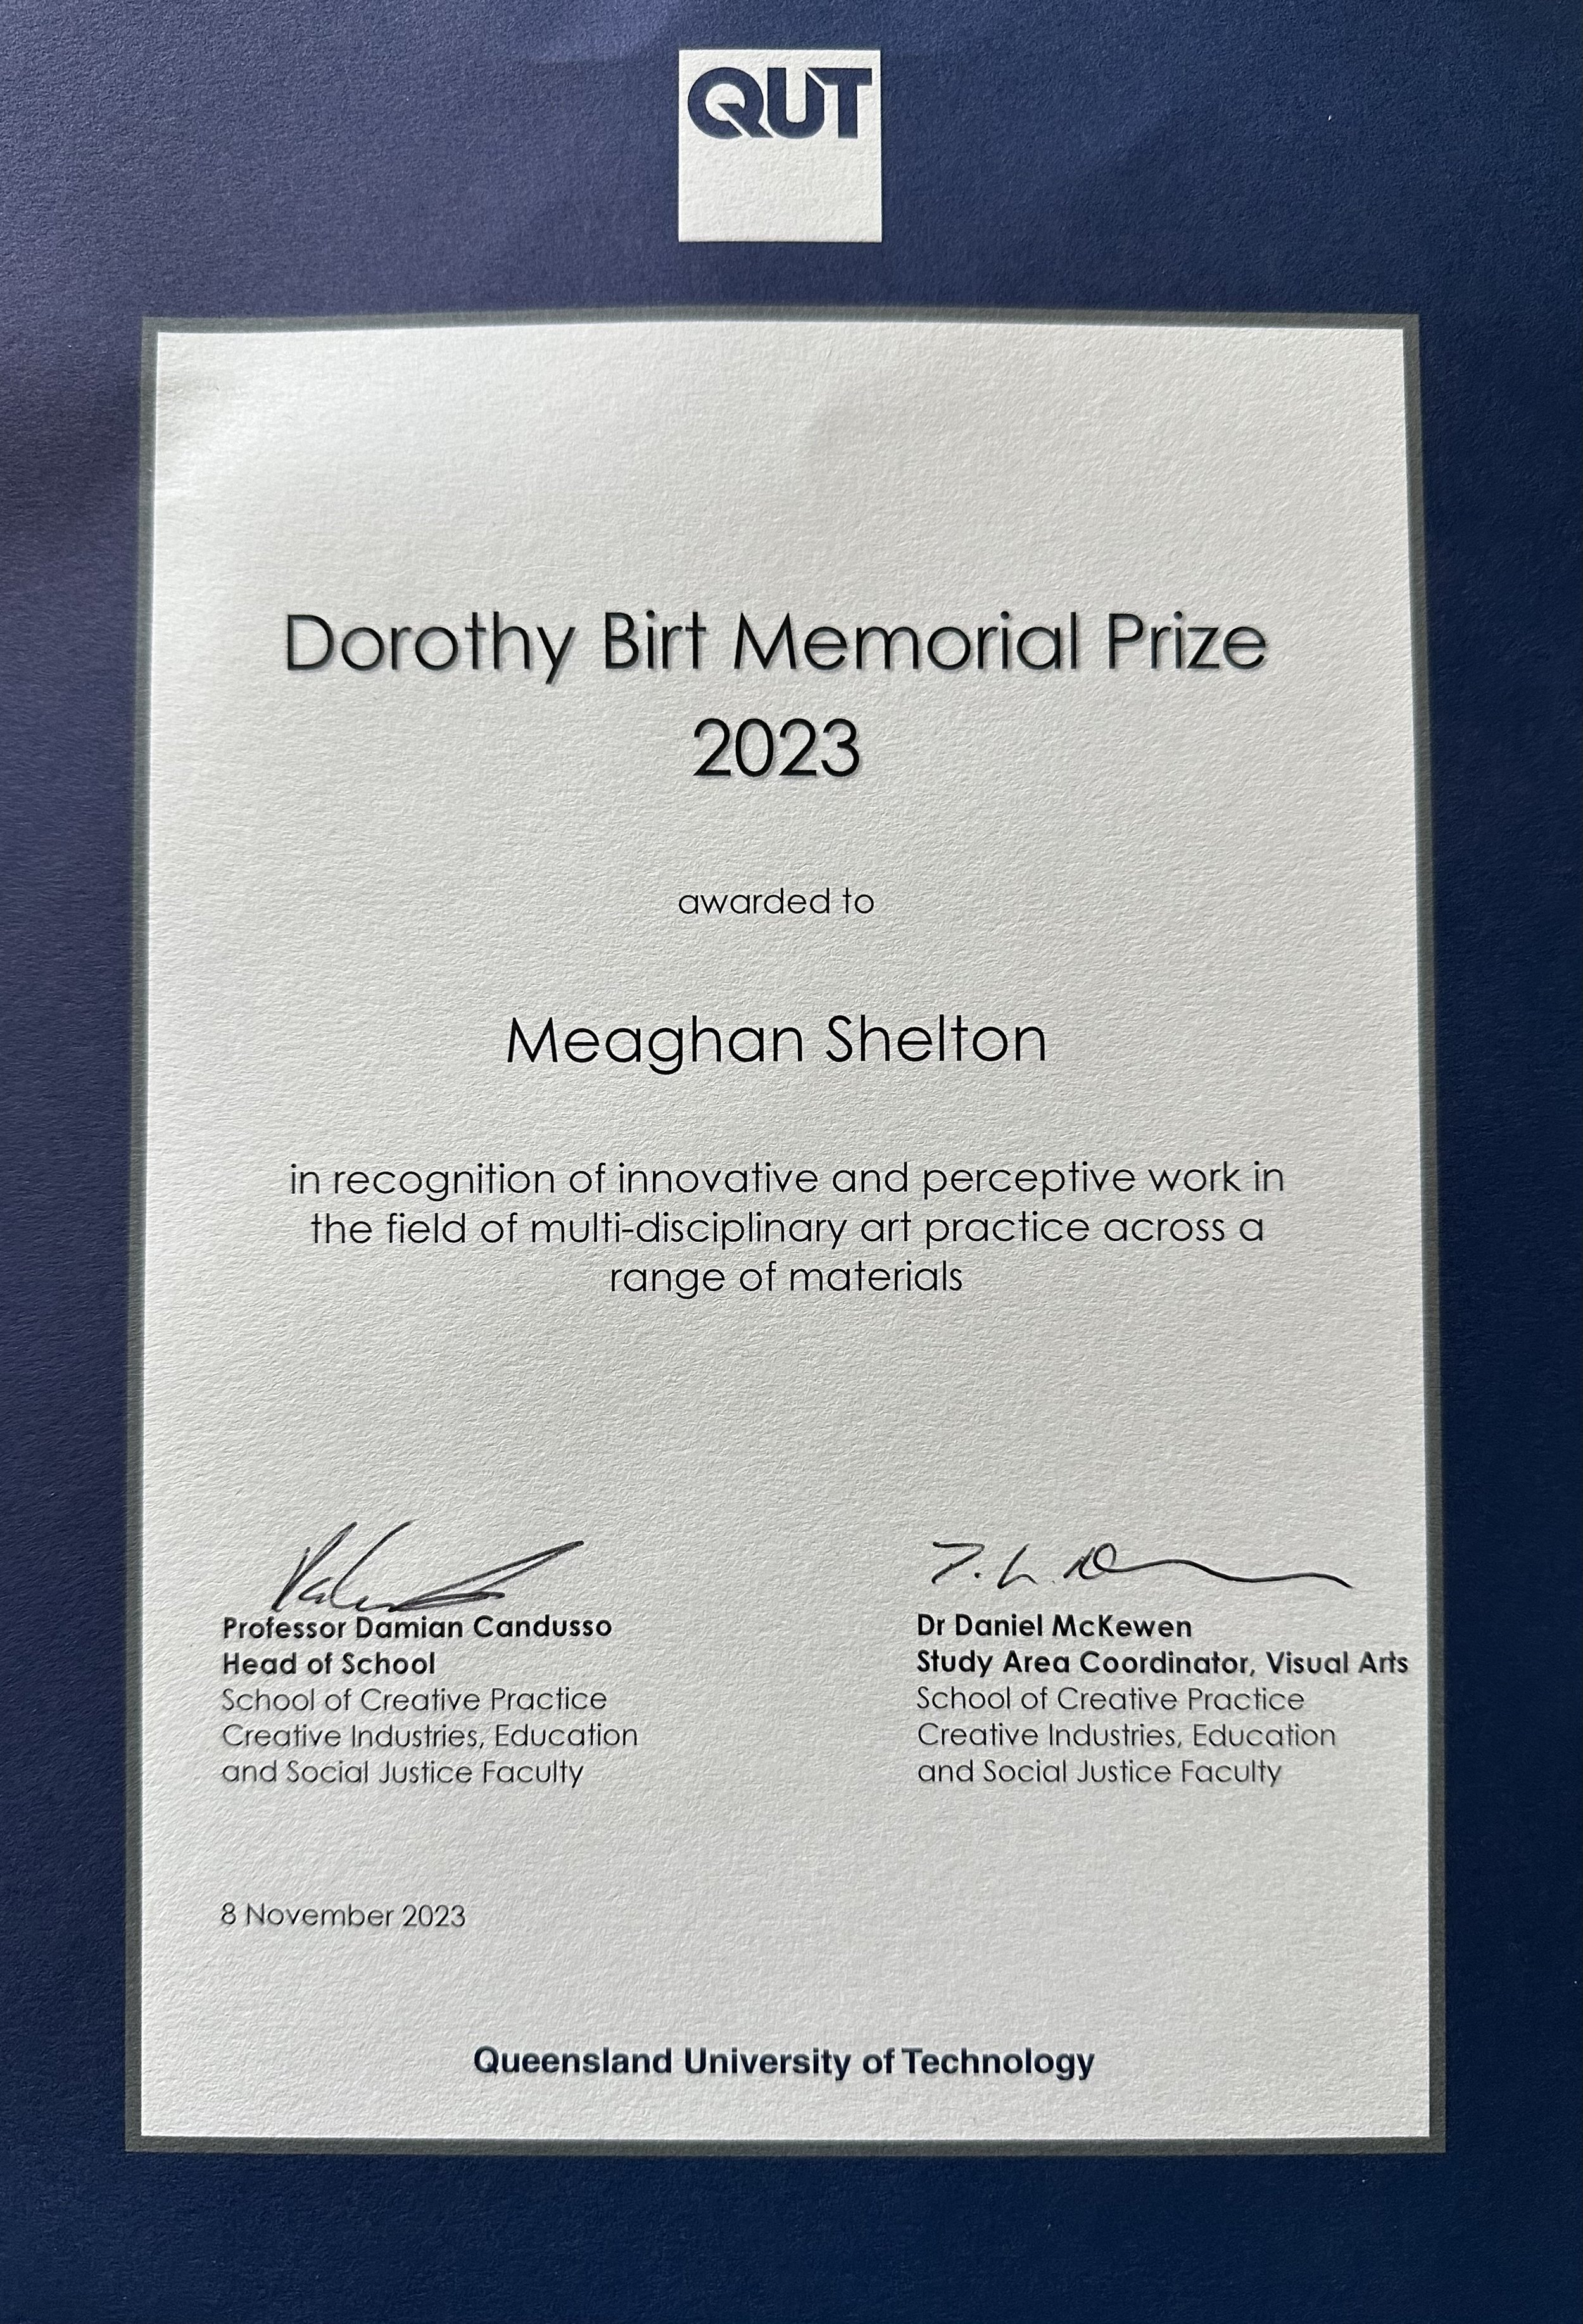 QUT
Dorothy Birt Memorial Prize
2023
awarded to
Meaghan Shelton
in recognition of innovative and perceptive work in
the field of multi-disciplinary art practice across a
range of materials
Professor Damian Candusso
Head of School
School of Creative Practice
Creative Industries, Education
and Social Justice Faculty
Dr Daniel McKewen
Study Area Coordinator, Visual Arts
School of Creative Practice
Creative Industries, Education
and Social Justice Faculty
8 November 2023
Queensland University of Technology